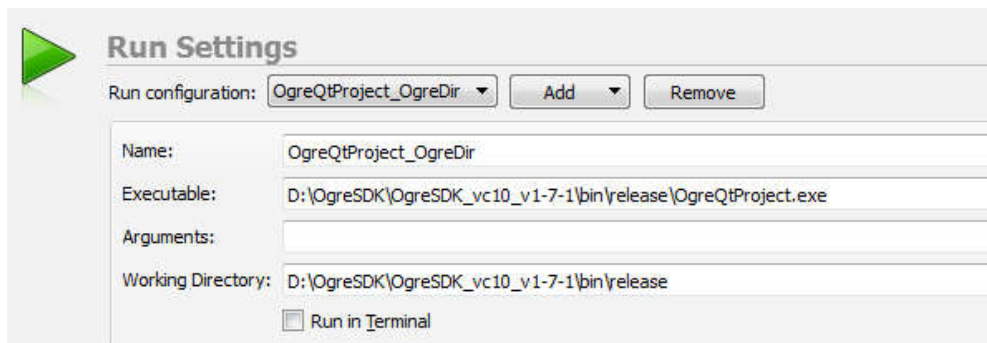 Run Settings
Run configuration: OgreQtProject_OgreDir Add Remove
Name: OgreQtProject_OgreDir
Executable: D:\OgreSDK\OgreSDK_vc10_v1-7-1\bin\release\OgreQtProject.exe
Arguments:
Working Directory: D:\OgreSDK\OgreSDK_vc10_v1-7-1\bin\release
Run in Terminal